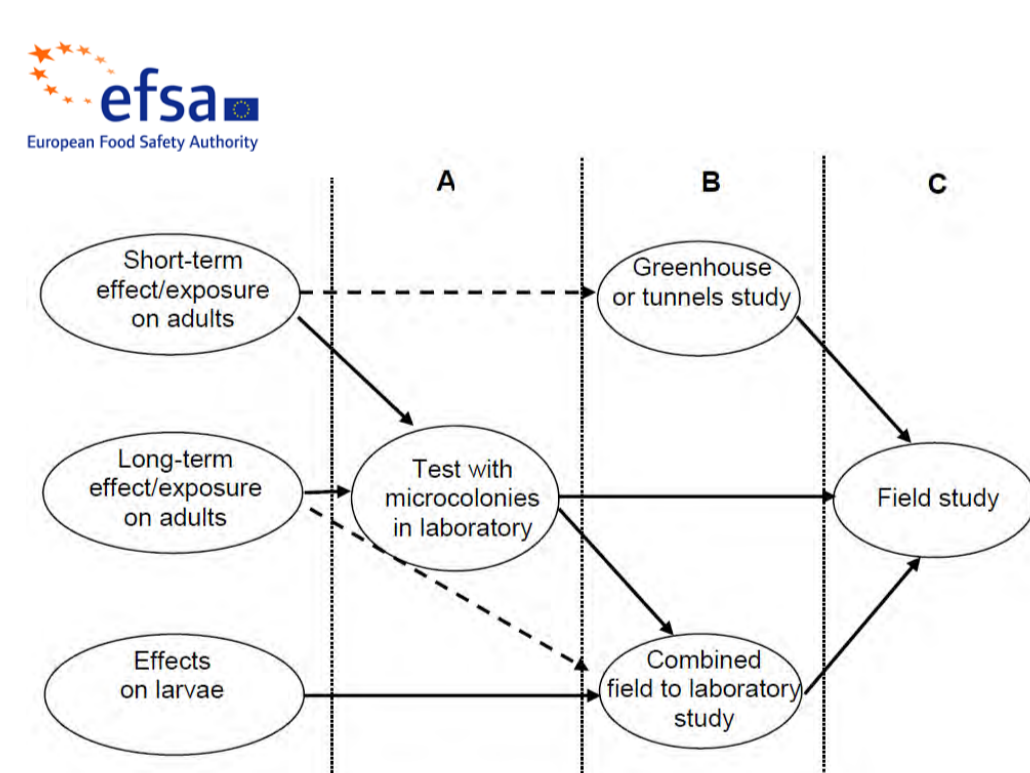 efsa
European Food Safety Authority
A
B
C
Short-term
effect/exposure
on adults
Greenhouse
or tunnels study
Long-term
effect/exposure
on adults
Test with
microcolonies
in laboratory
Field study
Effects
on larvae
Combined
field to laboratory
study